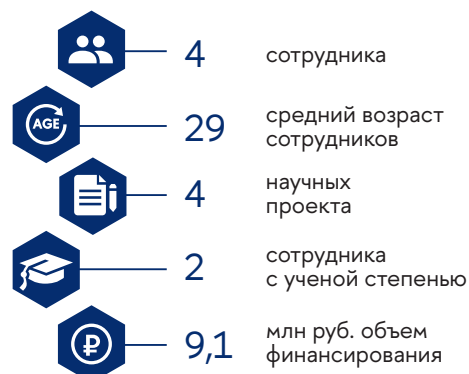 4 сотрудника
AGE
29 средний возраст
сотрудников
4 научных
проекта
2 сотрудника
с ученой степенью
₽
9,1 млн руб. объем
финансирования